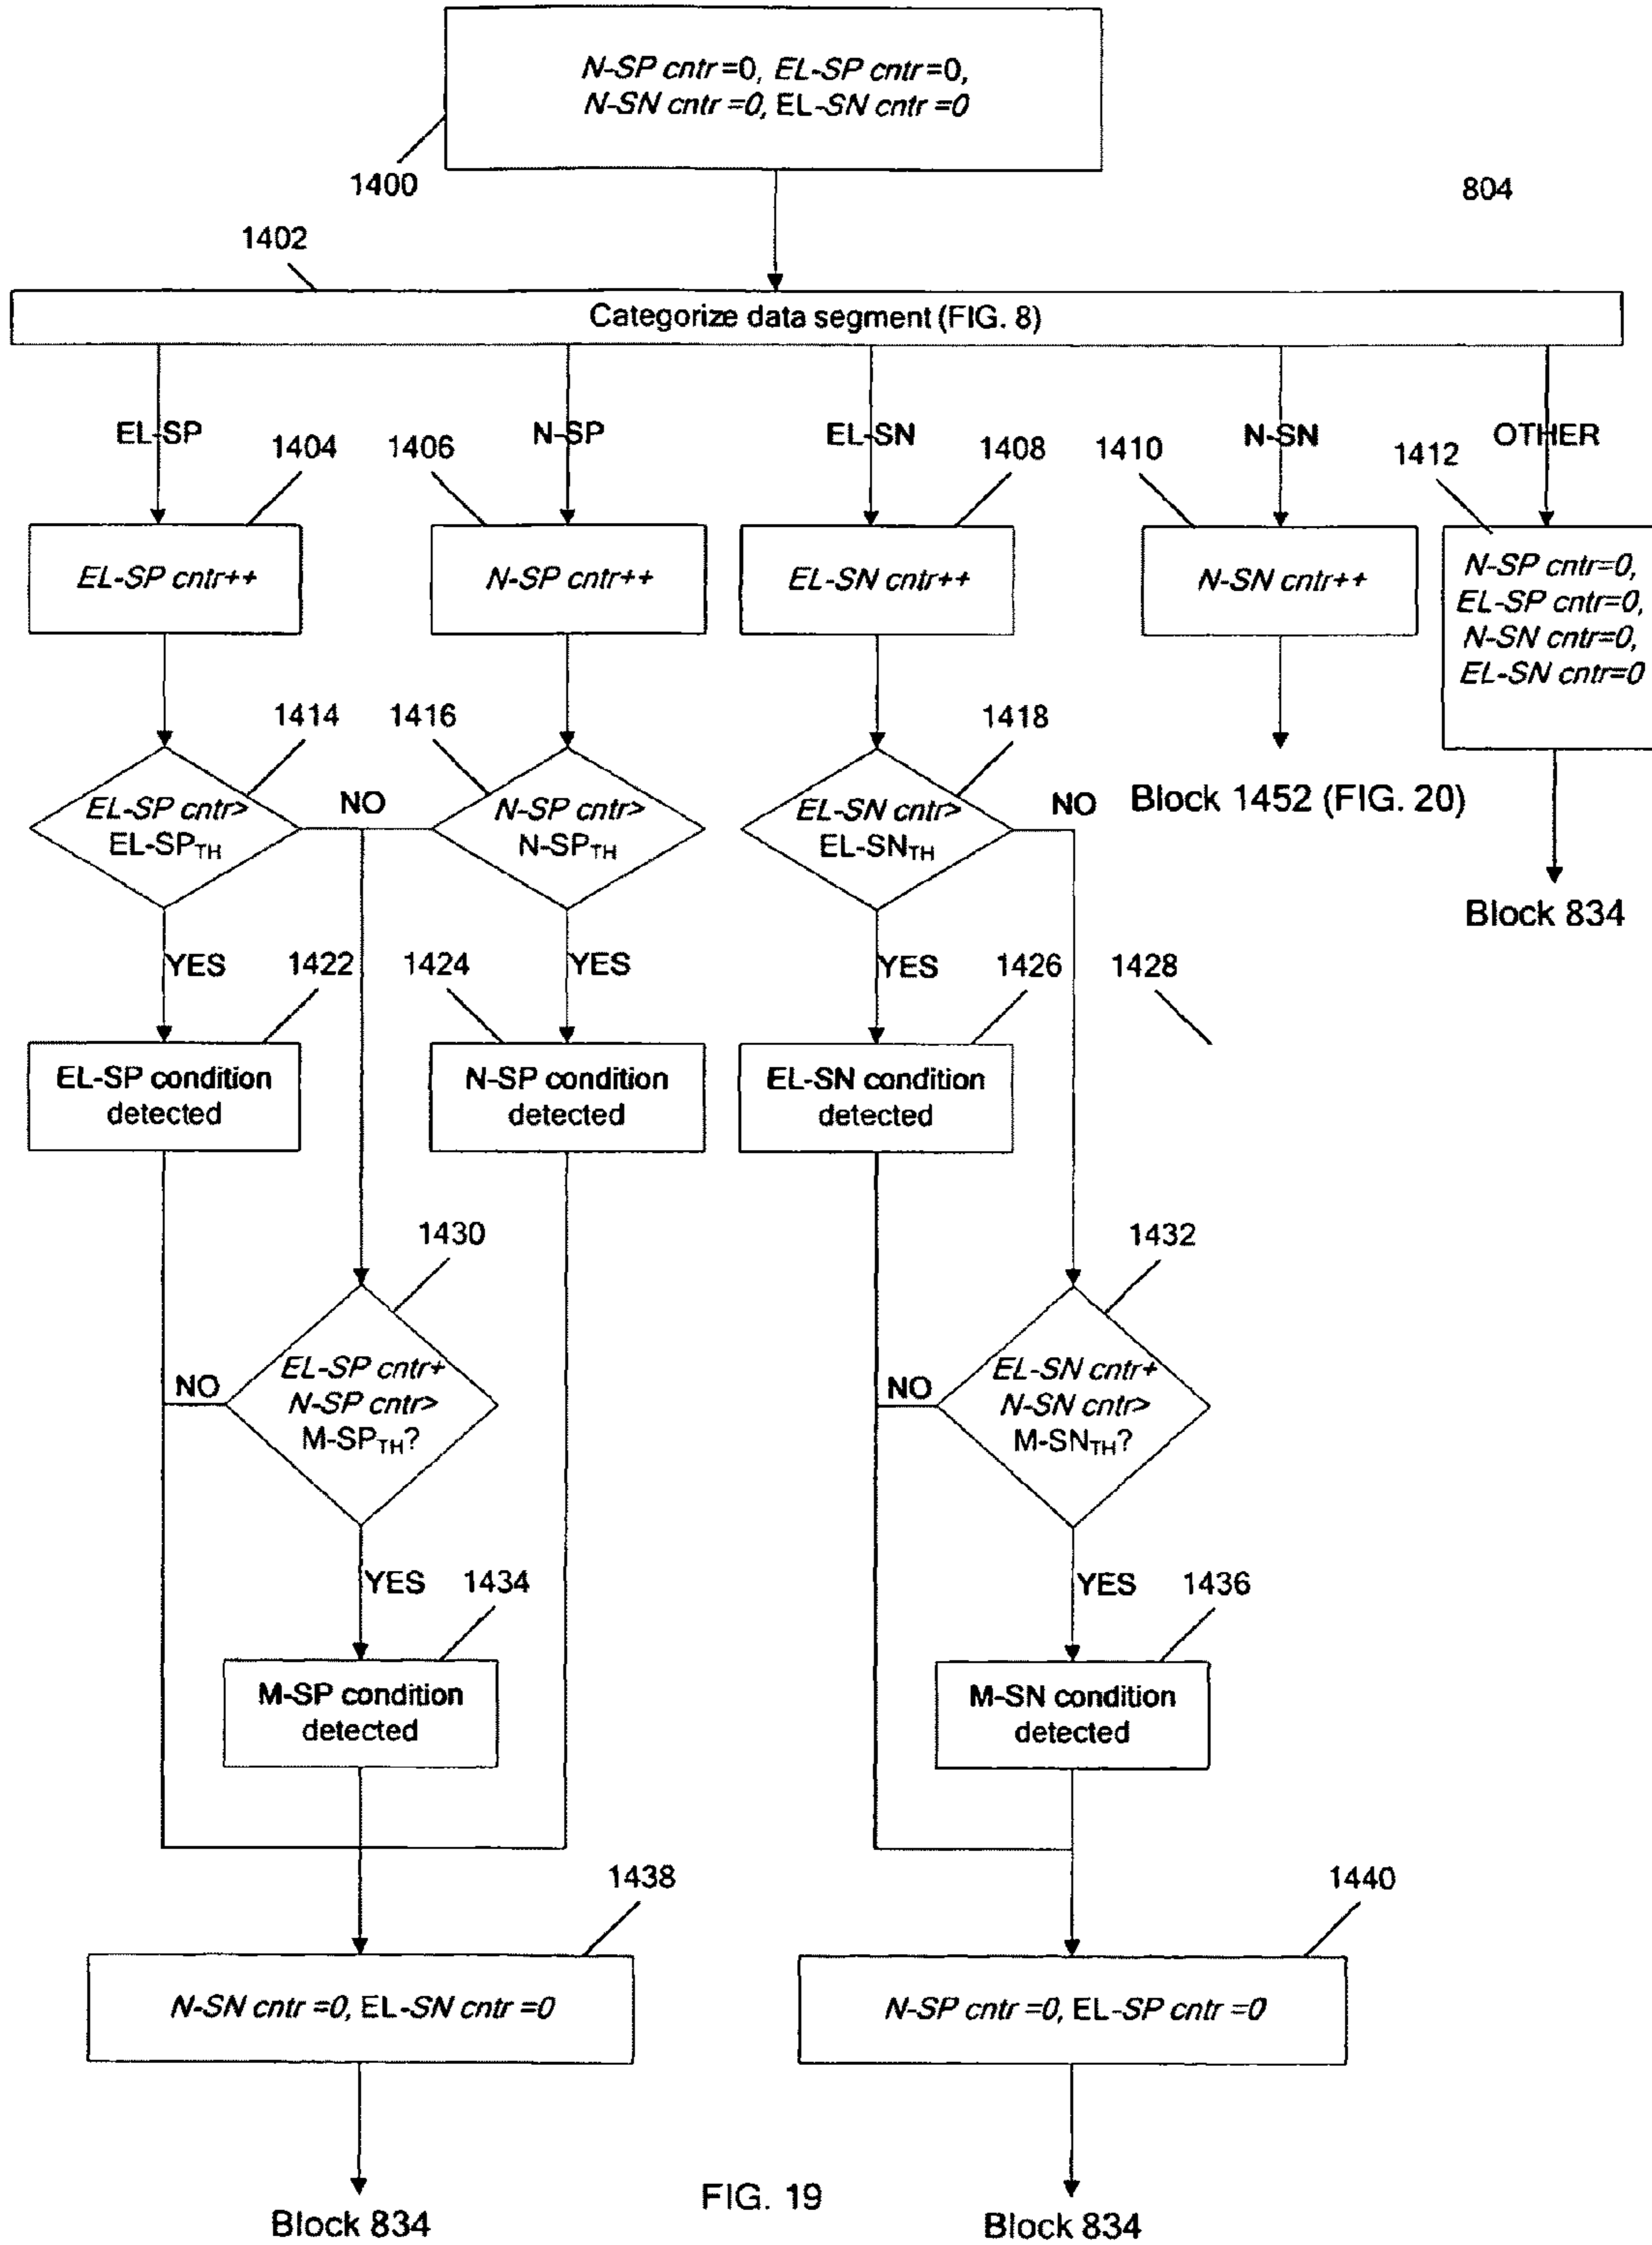 N-SP cntr=0, EL-SP cntr=0,
N-SN cntr =0, EL-SN cntr =0
1400
804
1402
Categorize data segment (FIG. 8)
EL-SP
N-SP
EL-SN
N-SN
OTHER
1404
1406
1408
1410
1412
EL-SP cntr++
N-SP cntr++
EL-SN cntr++
N-SN cntr++
N-SP cntr=0,
EL-SP cntr=0,
N-SN cntr=0,
EL-SN cntr=0
1414
1416
1418
EL-SP cntr>
EL-SPTH
NO
N-SP cntr>
N-SPTH
EL-SN cntr>
EL-SNTH
NO
Block 1452 (FIG. 20)
Block 834
YES
1422
1424
YES
YES
1426
1428
EL-SP condition
detected
N-SP condition
detected
EL-SN condition
detected
1430
1432
NO
EL-SP cntr+
N-SP cntr>
M-SPTH?
NO
EL-SN cntr+
N-SN cntr>
M-SNTH?
YES
1434
YES
1436
M-SP condition
detected
M-SN condition
detected
1438
1440
N-SN cntr =0, EL-SN cntr =0
N-SP cntr =0, EL-SP cntr =0
Block 834
FIG. 19
Block 834